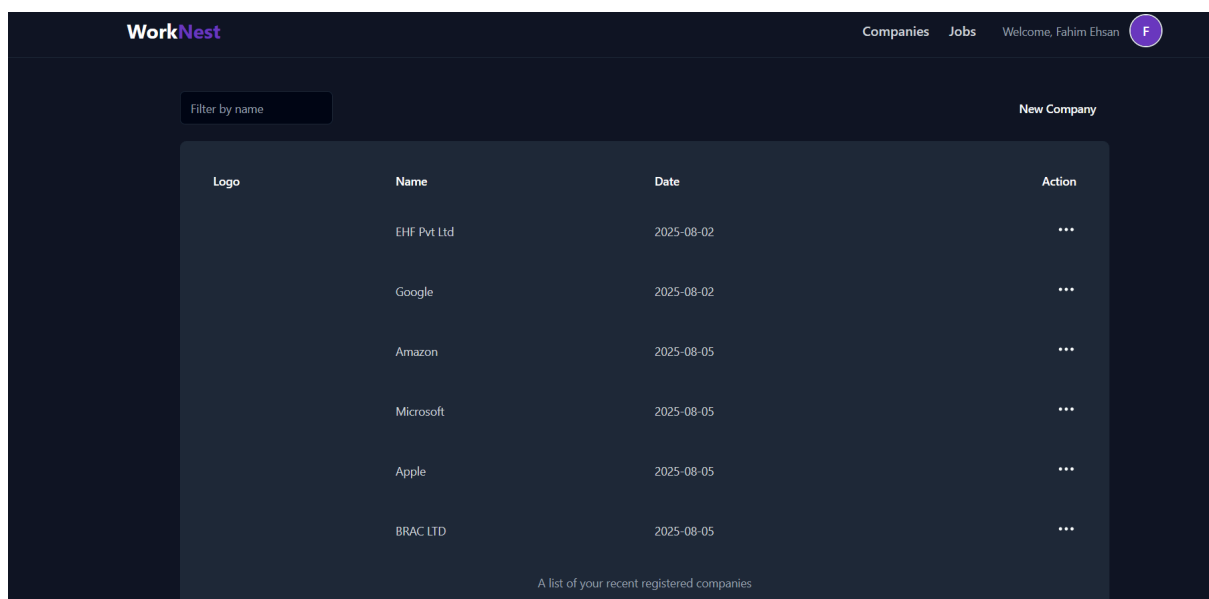 WorkNest Companies Jobs Welcome, Fahim Ehsan F
Filter by name New Company
Logo Name Date Action
EHF Pvt Ltd 2025-08-02
Google 2025-08-02
Amazon 2025-08-05
Microsoft 2025-08-05
Apple 2025-08-05
BRAC LTD 2025-08-05
A list of your recent registered companies